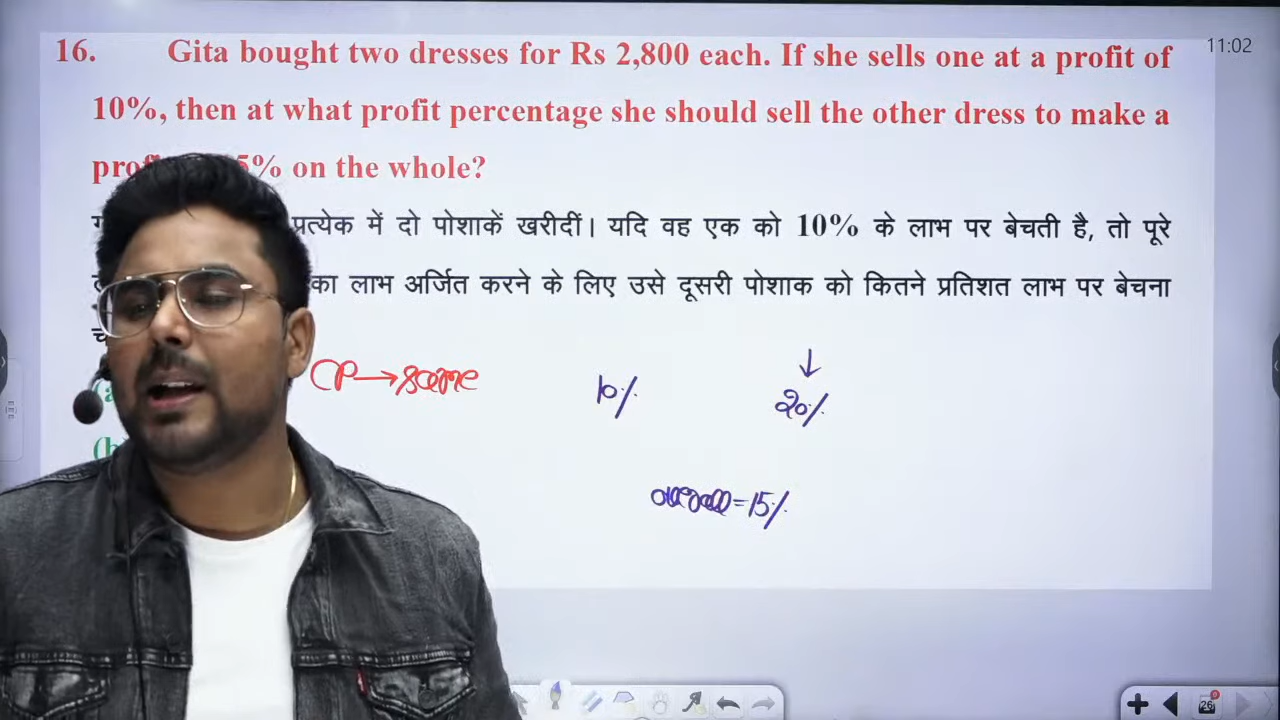 16. Gita bought two dresses for Rs 2,800 each. If she sells one at a profit of
11:02
10%, then at what profit percentage she should sell the other dress to make a
5% on the whole?
प्रत्येक में दो पोशाकें खरीदीं। यदि वह एक को 10% के लाभ पर बेचती है, तो पूरे
का लाभ अर्जित करने के लिए उसे दूसरी पोशाक को कितने प्रतिशत लाभ पर बेचना
CP→same
10%
20%
overall=15%
26